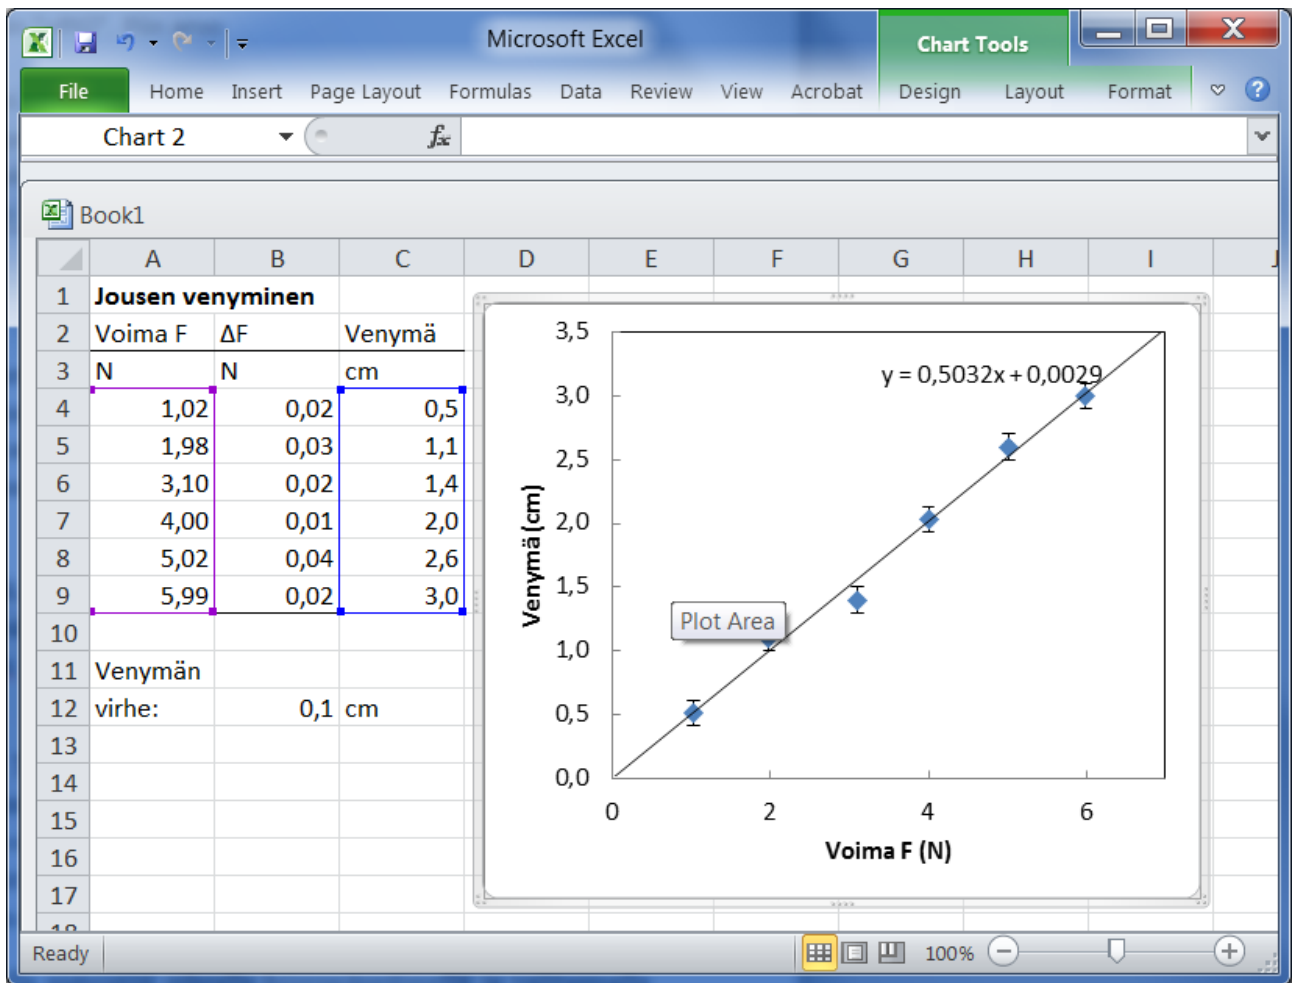 Microsoft Excel
Chart Tools
File Home Insert Page Layout Formulas Data Review View Acrobat Design Layout Format
Chart 2 fx
Book1
A B C D E F G H I J
1 Jousen venyminen
2 Voima F ΔF Venymä
3 N N cm
4 1,02 0,02 0,5
5 1,98 0,03 1,1
6 3,10 0,02 1,4
7 4,00 0,01 2,0
8 5,02 0,04 2,6
9 5,99 0,02 3,0
10
11 Venymän
12 virhe: 0,1 cm
13
14
15
16
17
18
3,5
y = 0,5032x + 0,0029
3,0
2,5
2,0
1,5
1,0
0,5
0,0
Venymä (cm)
Plot Area
0 2 4 6
Voima F (N)
Ready 100%